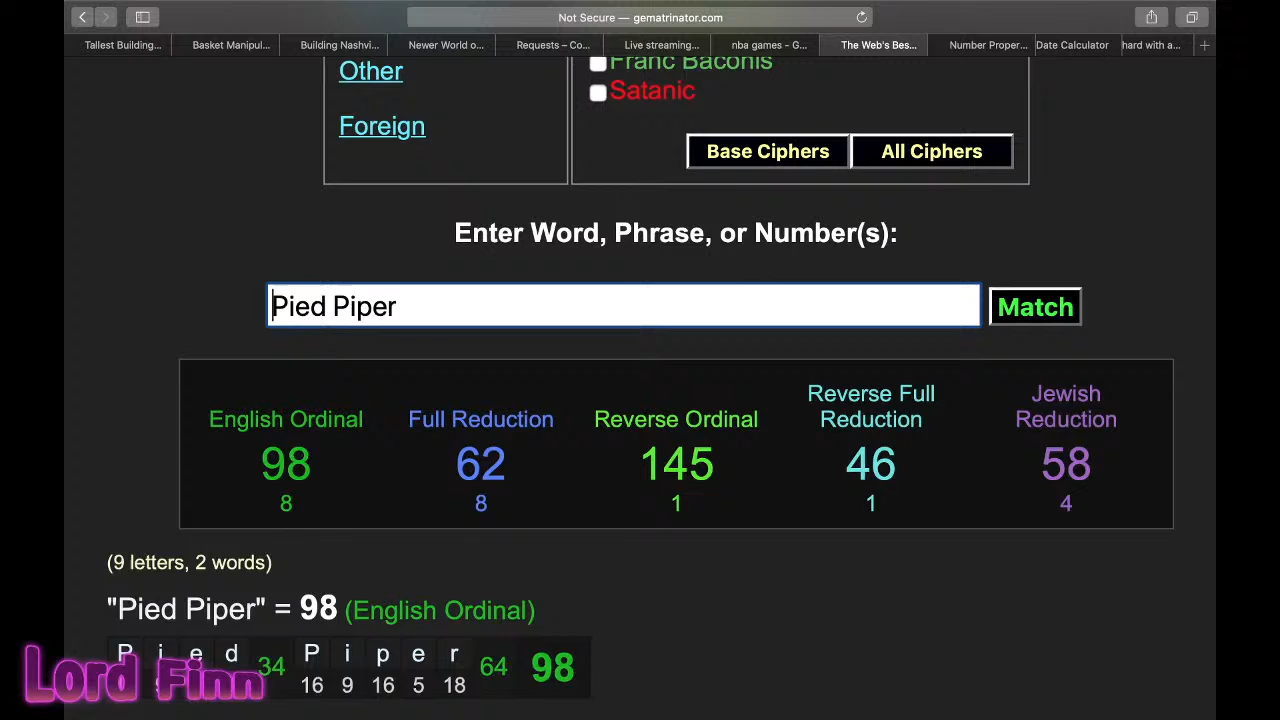 Not Secure — gematrinator.com
Tallest Building... Basket Manipul... Building Nashvi... Newer World o... Requests – Co... Live streaming... nba games – G... The Web's Bes... Number Proper... Date Calculator hard with a...
Other
Foreign
Franc Baconis
Satanic
Base Ciphers All Ciphers
Enter Word, Phrase, or Number(s):
Pied Piper Match
English Ordinal Full Reduction Reverse Ordinal Reverse Full Reduction Jewish Reduction
98 62 145 46 58
8 8 1 1 4
(9 letters, 2 words)
"Pied Piper" = 98 (English Ordinal)
P i e d 34 P i p e r 64 98
16 9 16 5 18
Lord Finn